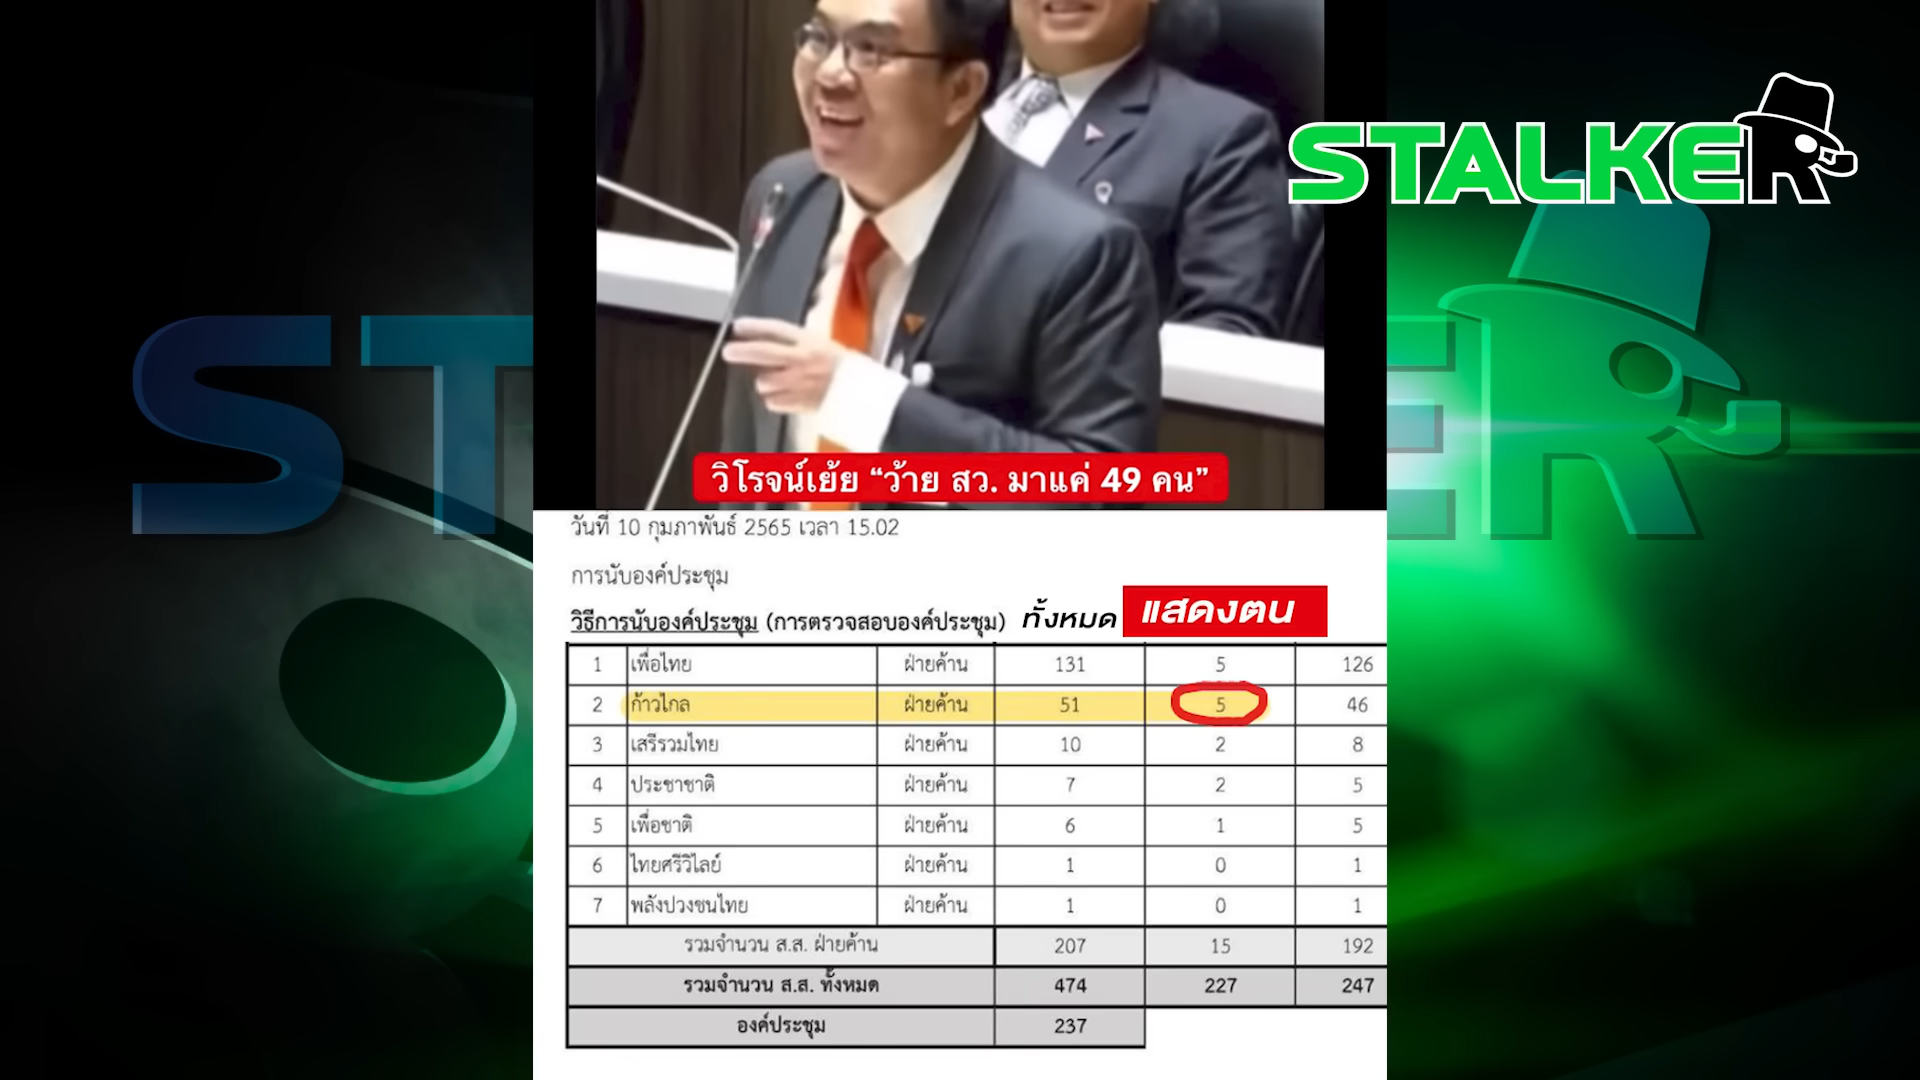 STALKER
วิโรจน์เย้ย “ว้าย สว. มาแค่ 49 คน”
วันที่ 10 กุมภาพันธ์ 2565 เวลา 15.02
การนับองค์ประชุม
วิธีการนับองค์ประชุม (การตรวจสอบองค์ประชุม) ทั้งหมด แสดงตน
1 เพื่อไทย ฝ่ายค้าน 131 5 126
2 ก้าวไกล ฝ่ายค้าน 51 5 46
3 เสรีรวมไทย ฝ่ายค้าน 10 2 8
4 ประชาชาติ ฝ่ายค้าน 7 2 5
5 เพื่อชาติ ฝ่ายค้าน 6 1 5
6 ไทยศรีวิไลย์ ฝ่ายค้าน 1 0 1
7 พลังปวงชนไทย ฝ่ายค้าน 1 0 1
รวมจำนวน ส.ส. ฝ่ายค้าน 207 15 192
รวมจำนวน ส.ส. ทั้งหมด 474 227 247
องค์ประชุม 237
ST
ER